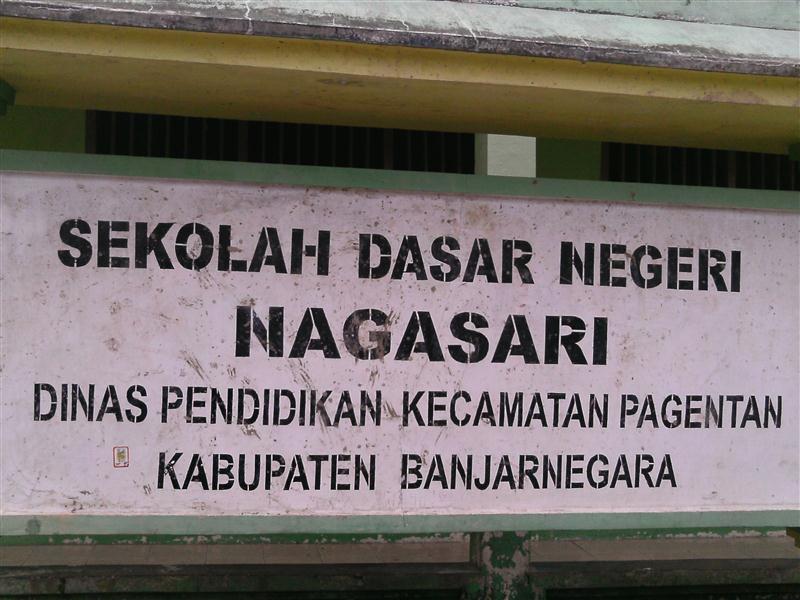 SEKOLAH DASAR NEGERI
NAGASARI
DINAS PENDIDIKAN KECAMATAN PAGENTAN
KABUPATEN BANJARNEGARA